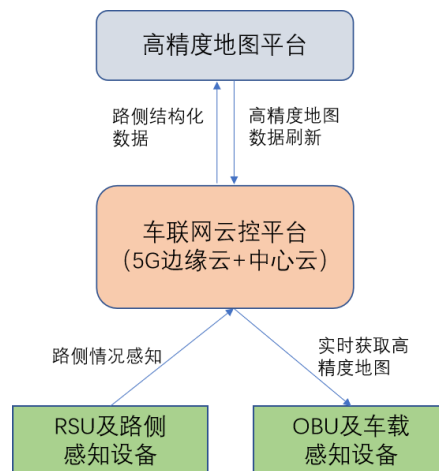 高精度地图平台
路侧结构化
数据
高精度地图
数据刷新
车联网云控平台
（5G边缘云+中心云）
路侧情况感知
实时获取高
精度地图
RSU及路侧
感知设备
OBU及车载
感知设备